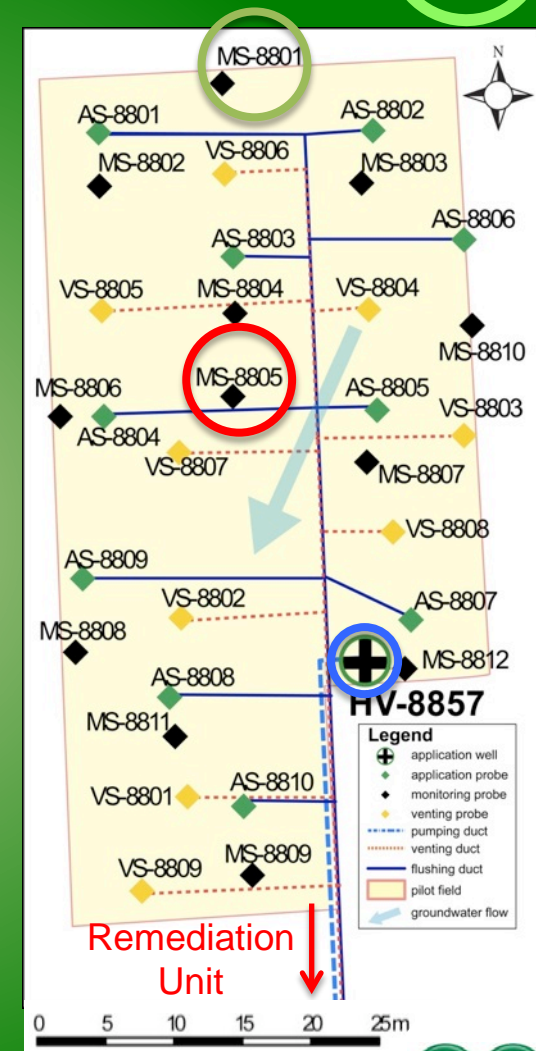 MS-8801
N
AS-8801
AS-8802
VS-8806
MS-8802
MS-8803
AS-8806
AS-8803
VS-8805
MS-8804
VS-8804
MS-8810
MS-8805
MS-8806
AS-8805
VS-8803
AS-8804
VS-8807
MS-8807
VS-8808
AS-8809
VS-8802
AS-8807
MS-8808
MS-8812
AS-8808
HV-8857
MS-8811
Legend
application well
application probe
monitoring probe
venting probe
pumping duct
venting duct
flushing duct
pilot field
groundwater flow
VS-8801
AS-8810
VS-8809
MS-8809
Remediation
Unit
0 5 10 15 20 25m